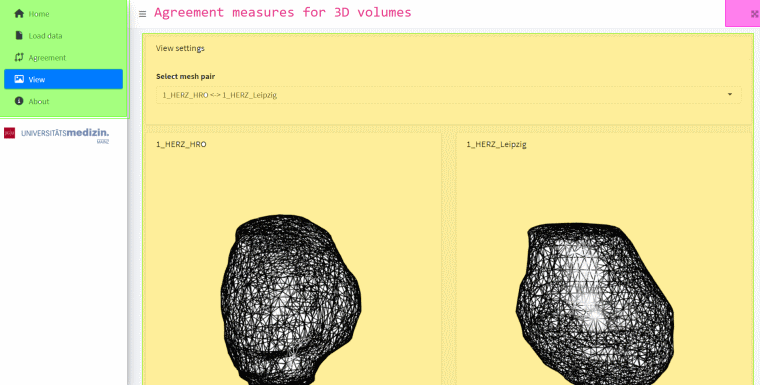 Home
Load data
Agreement
View
About
UNIVERSITÄTSmedizin.
MAINZ
Agreement measures for 3D volumes
View settings
Select mesh pair
1_HERZ_HRO <-> 1_HERZ_Leipzig
1_HERZ_HRO
1_HERZ_Leipzig